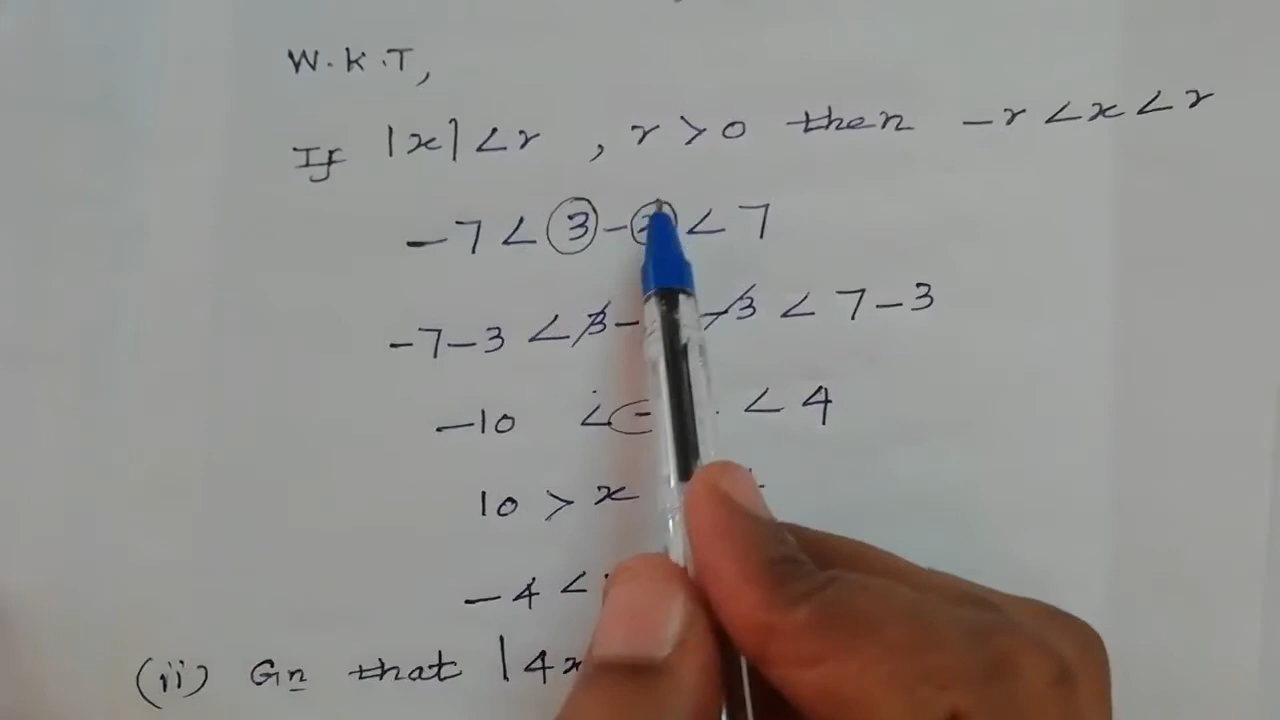 W.K.T,
If |x| < r , r > 0 then -r < x < r
-7 < 3 - < 7
-7-3 < 3 - -3 < 7-3
-10 < - < 4
10 > x
-4 <
(ii) Gn that |4x